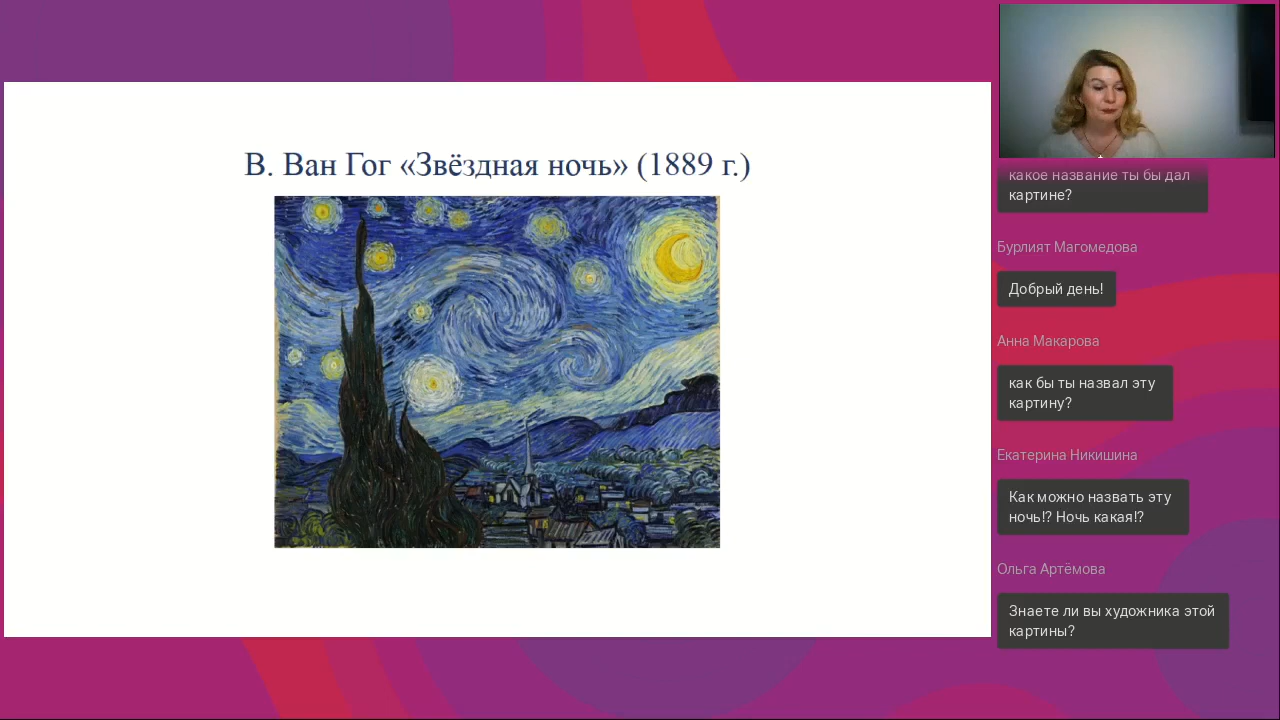 В. Ван Гог «Звёздная ночь» (1889 г.)
какое название ты бы дал
картине?
Бурлият Магомедова
Добрый день!
Анна Макарова
как бы ты назвал эту
картину?
Екатерина Никишина
Как можно назвать эту
ночь!? Ночь какая!?
Ольга Артёмова
Знаете ли вы художника этой
картины?